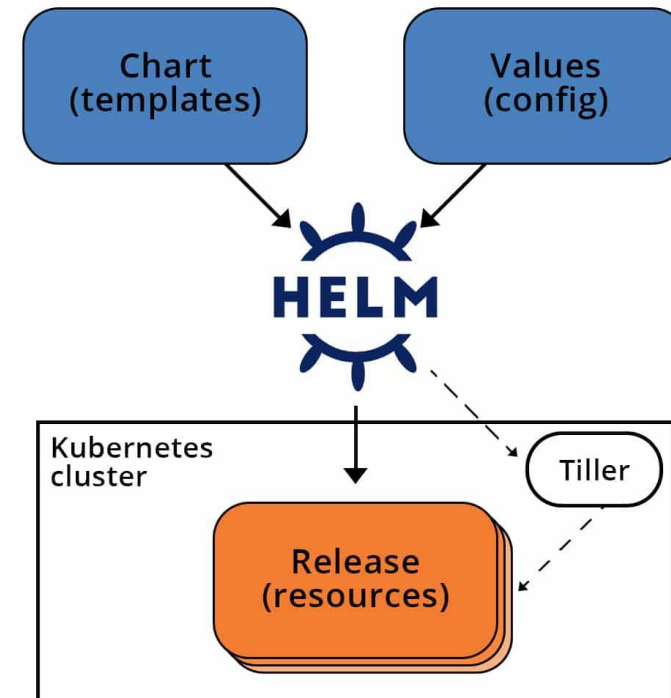 Chart
(templates)
Values
(config)
HELM
Kubernetes
cluster
Tiller
Release
(resources)